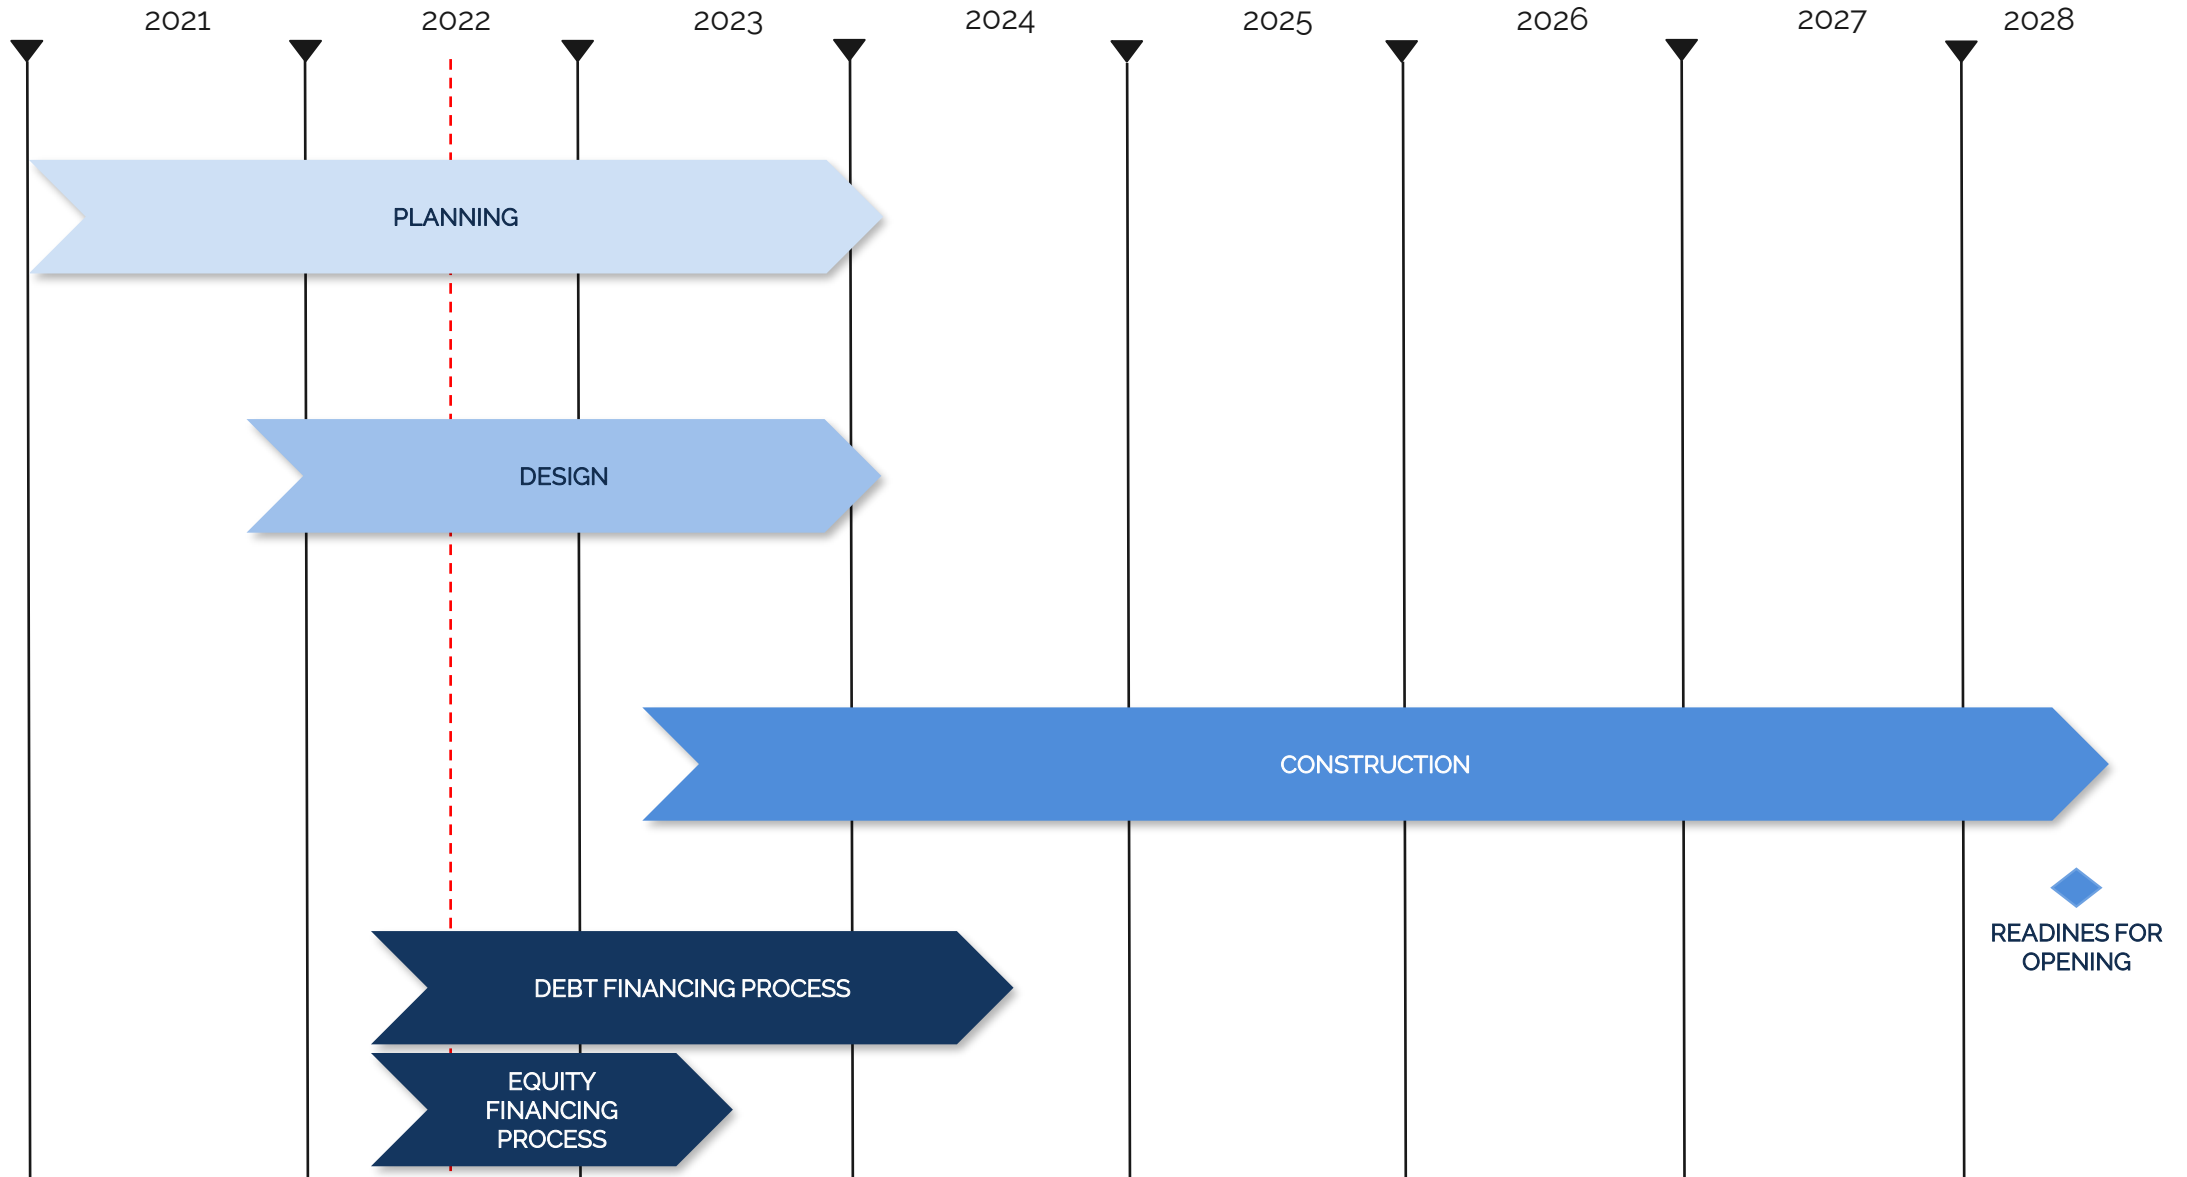 2021 2022 2023 2024 2025 2026 2027 2028
PLANNING
DESIGN
CONSTRUCTION
READINES FOR
OPENING
DEBT FINANCING PROCESS
EQUITY
FINANCING
PROCESS